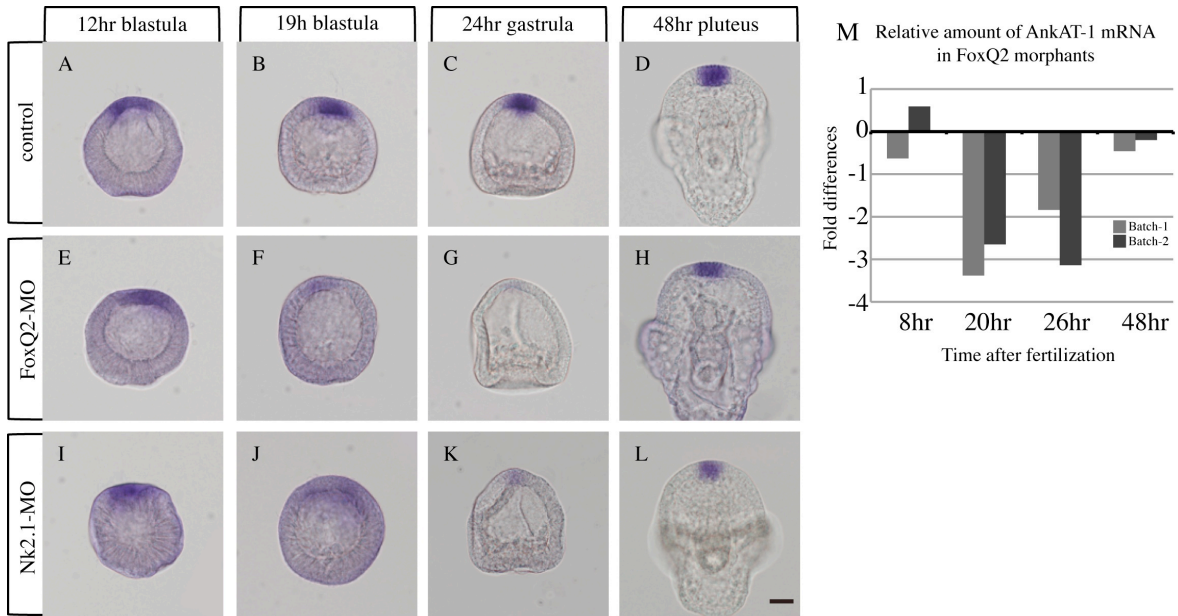 12hr blastula
19h blastula
24hr gastrula
48hr pluteus
control
A
B
C
D
FoxQ2-MO
E
F
G
H
Nk2.1-MO
I
J
K
L
M Relative amount of AnkAT-1 mRNA
in FoxQ2 morphants
Fold differences
1
0
-1
-2
-3
-4
Batch-1
Batch-2
8hr 20hr 26hr 48hr
Time after fertilization